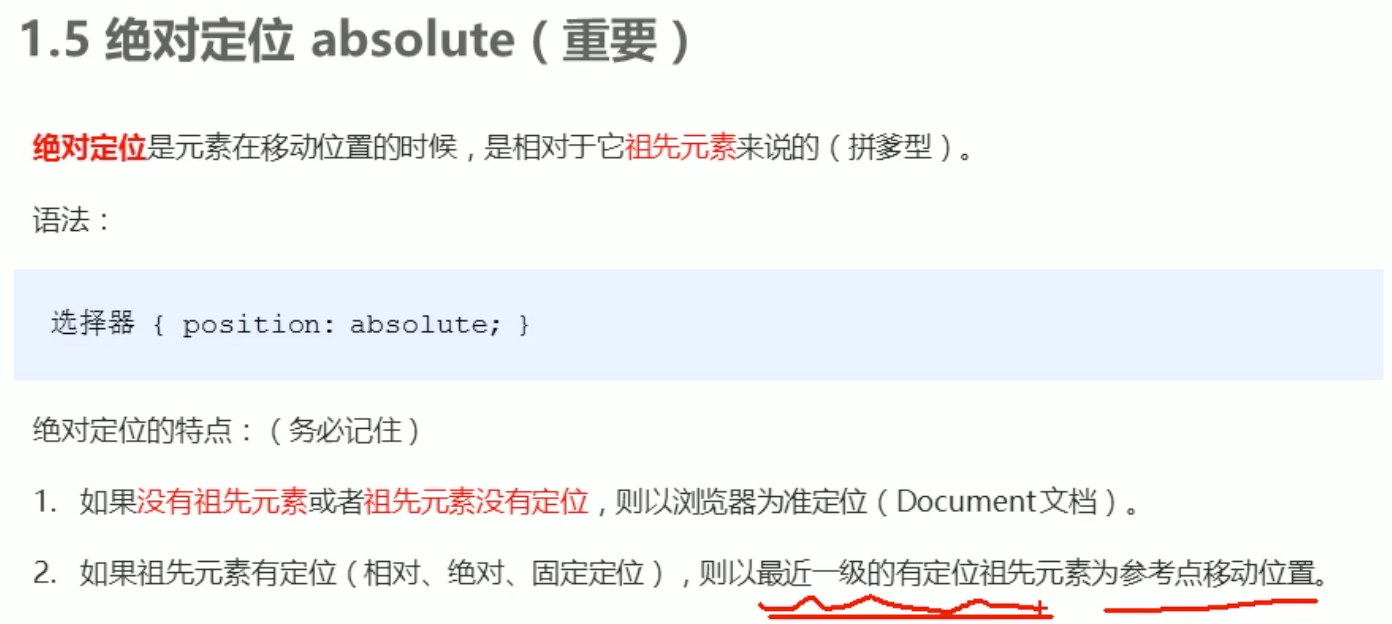 1.5 绝对定位 absolute（重要）
绝对定位是元素在移动位置的时候，是相对于它祖先元素来说的（拼爹型）。
语法：
选择器 { position: absolute; }
绝对定位的特点：（务必记住）
1. 如果没有祖先元素或者祖先元素没有定位，则以浏览器为准定位（Document文档）。
2. 如果祖先元素有定位（相对、绝对、固定定位），则以最近一级的有定位祖先元素为参考点移动位置。